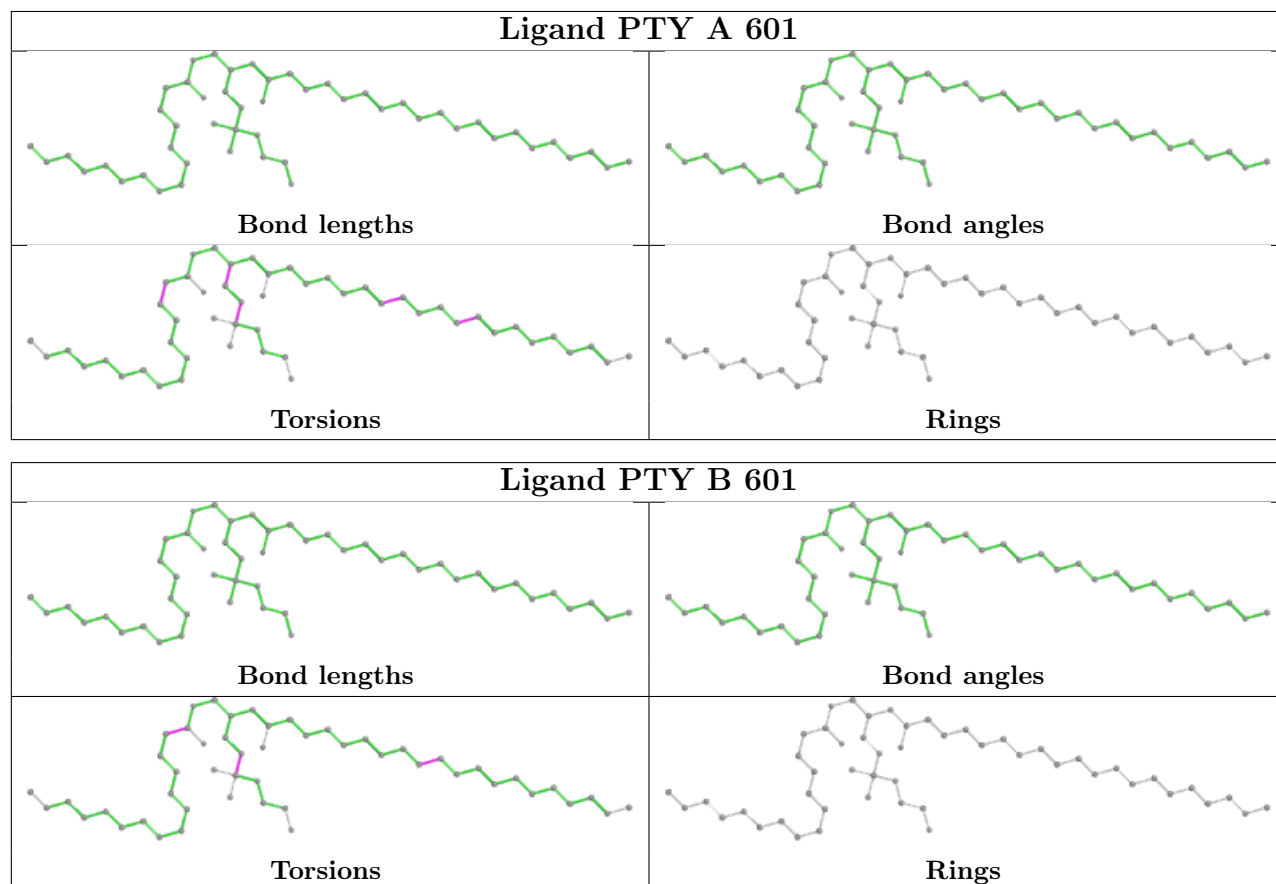 Ligand PTY A 601
Bond lengths
Bond angles
Torsions
Rings
Ligand PTY B 601
Bond lengths
Bond angles
Torsions
Rings